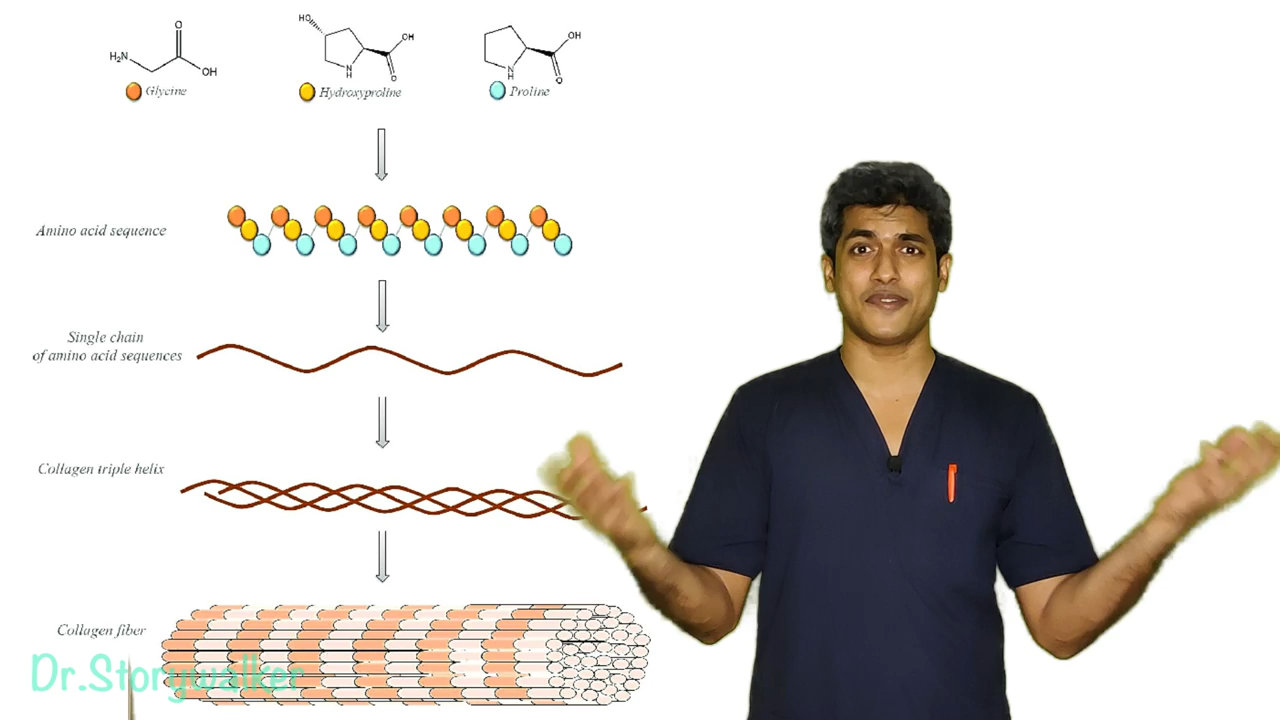 O
H₂N
OH
Glycine
HO
OH
N
H
O
Hydroxyproline
OH
N
H
O
Proline
Amino acid sequence
Single chain
of amino acid sequences
Collagen triple helix
Collagen fiber
Dr.Storywalker